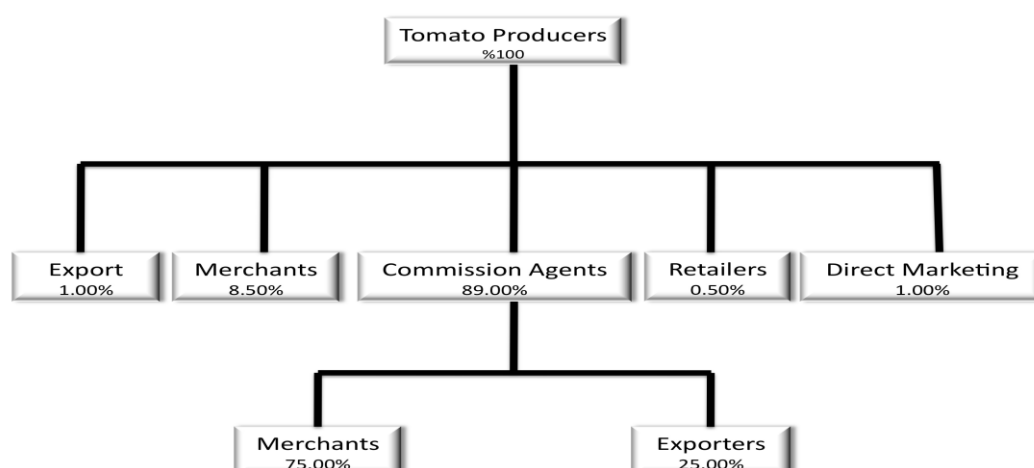 Tomato Producers
%100
Export
1.00%
Merchants
8.50%
Commission Agents
89.00%
Retailers
0.50%
Direct Marketing
1.00%
Merchants
75.00%
Exporters
25.00%